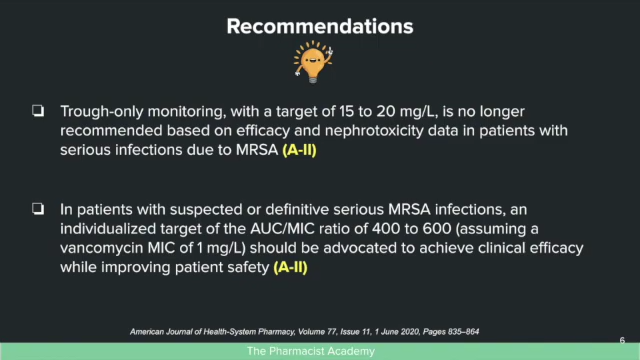 Recommendations
❏ Trough-only monitoring, with a target of 15 to 20 mg/L, is no longer
recommended based on efficacy and nephrotoxicity data in patients with
serious infections due to MRSA (A-II)
❏ In patients with suspected or definitive serious MRSA infections, an
individualized target of the AUC/MIC ratio of 400 to 600 (assuming a
vancomycin MIC of 1 mg/L) should be advocated to achieve clinical efficacy
while improving patient safety (A-II)
American Journal of Health-System Pharmacy, Volume 77, Issue 11, 1 June 2020, Pages 835–864
6
The Pharmacist Academy